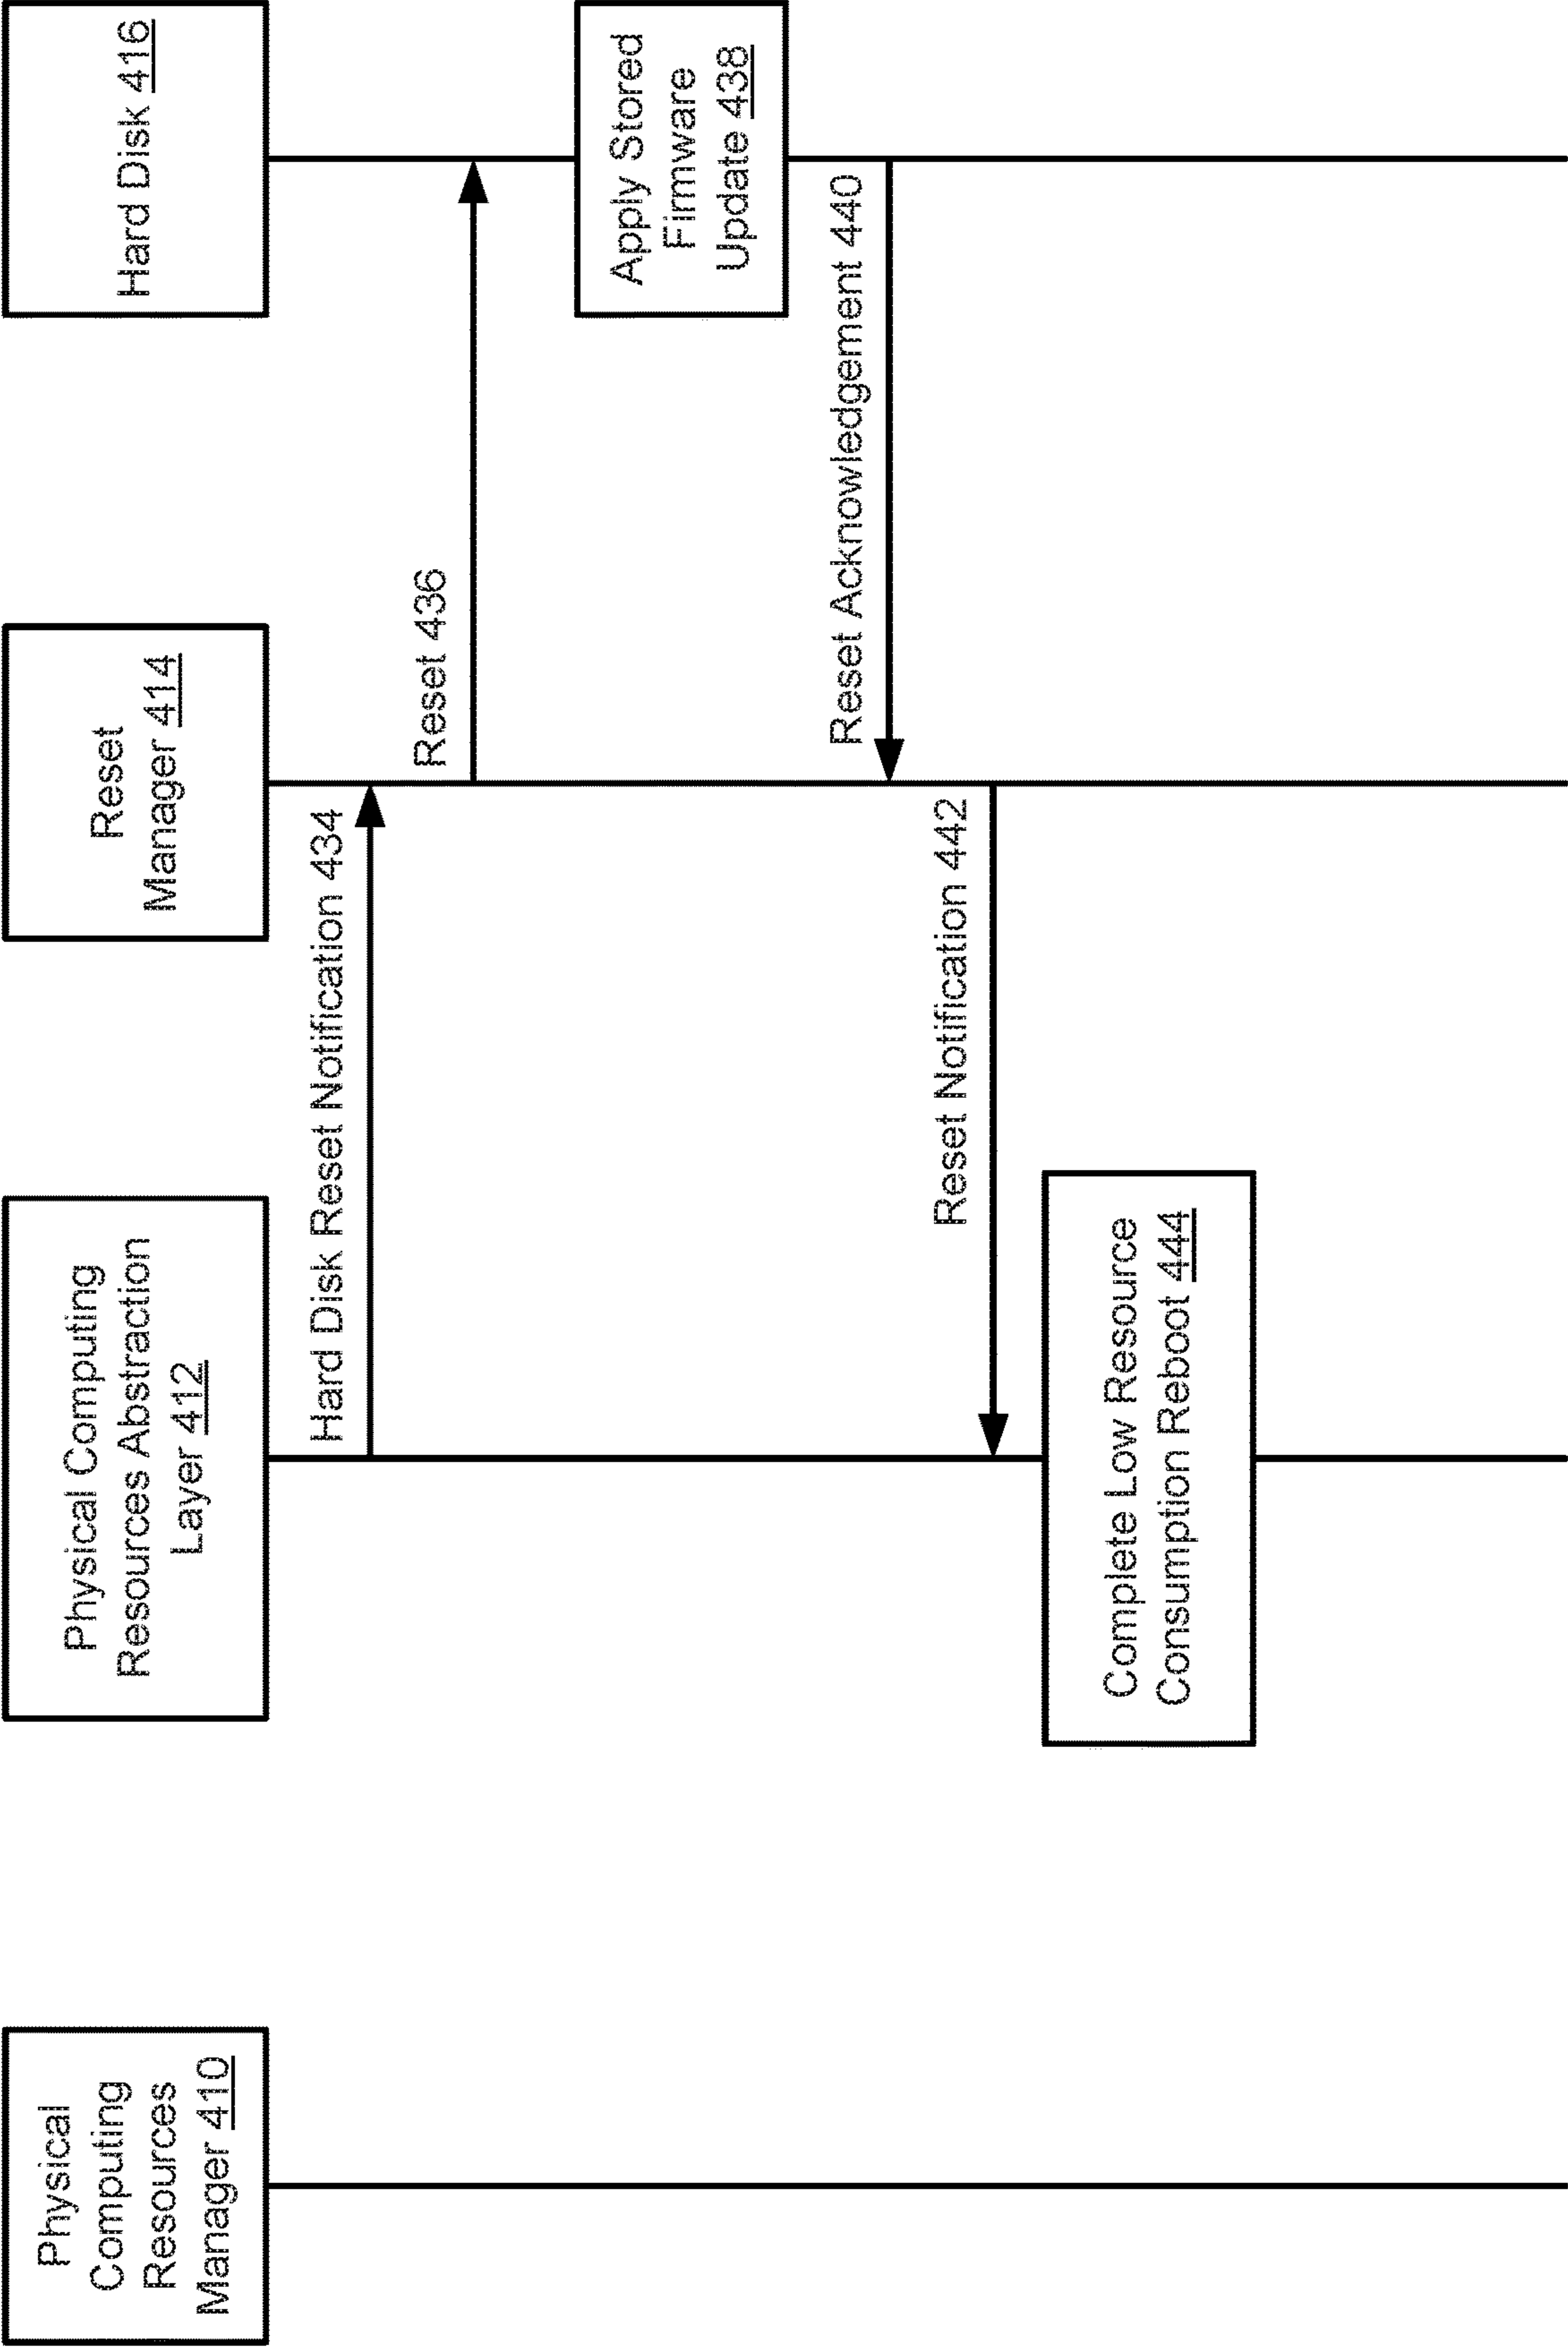 Physical
Computing
Resources
Manager 410
Physical Computing
Resources Abstraction
Layer 412
Reset
Manager 414
Hard Disk 416
Hard Disk Reset Notification 434
Reset 436
Apply Stored
Firmware
Update 438
Reset Acknowledgement 440
Reset Notification 442
Complete Low Resource
Consumption Reboot 444